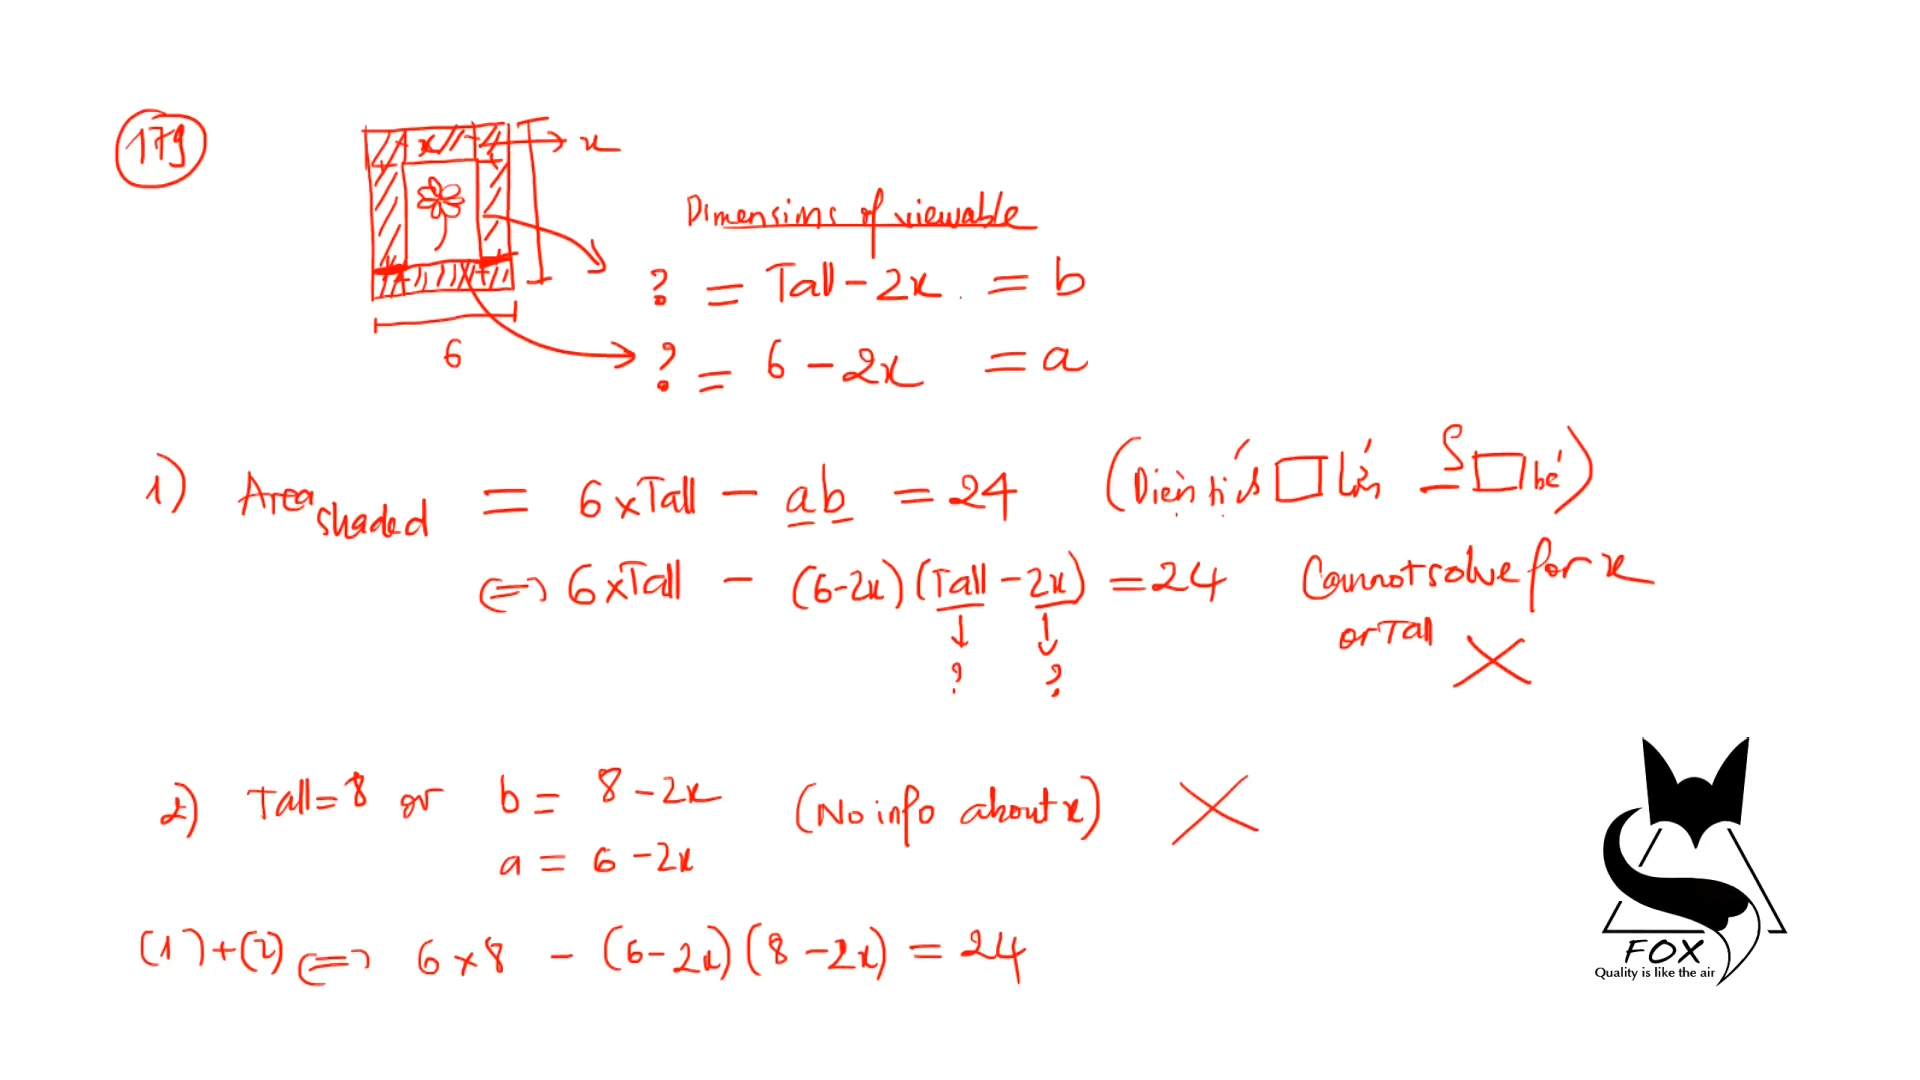 179
x
x
6
Dimensions of viewable
? = Tall - 2x = b
? = 6 - 2x = a
1) Area shaded = 6 x Tall - ab = 24 (Diện tích □ lớn - S □ bé)
<=> 6 x Tall - (6-2x)(Tall - 2x) = 24 Cannot solve for x
or Tall
? ?
2) Tall = 8 or b = 8 - 2x (No info about x)
a = 6 - 2x
(1) + (2) <=> 6 x 8 - (6-2x)(8-2x) = 24
FOX
Quality is like the air